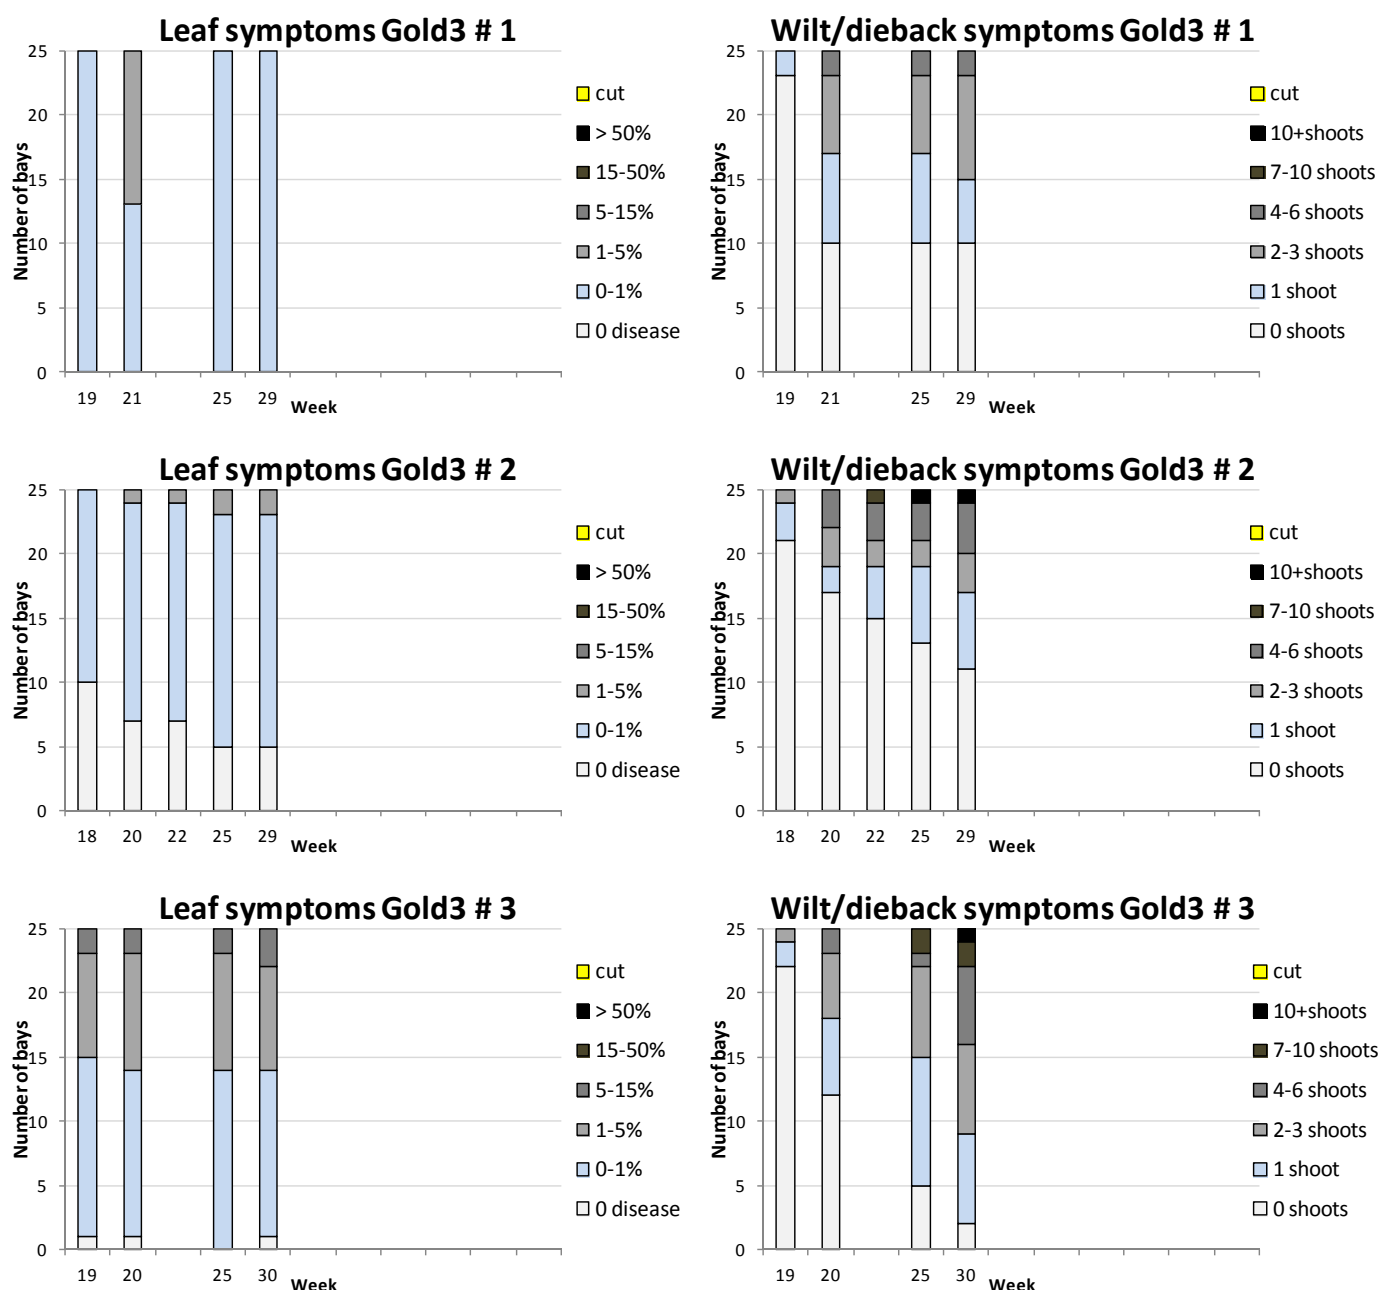 Leaf symptoms Gold3 # 1
Number of bays
25
20
15
10
5
0
19 21 25 29
Week
cut
> 50%
15-50%
5-15%
1-5%
0-1%
0 disease
Wilt/dieback symptoms Gold3 # 1
Number of bays
25
20
15
10
5
0
19 21 25 29
Week
cut
10+shoots
7-10 shoots
4-6 shoots
2-3 shoots
1 shoot
0 shoots
Leaf symptoms Gold3 # 2
Number of bays
25
20
15
10
5
0
18 20 22 25 29
Week
cut
> 50%
15-50%
5-15%
1-5%
0-1%
0 disease
Wilt/dieback symptoms Gold3 # 2
Number of bays
25
20
15
10
5
0
18 20 22 25 29
Week
cut
10+shoots
7-10 shoots
4-6 shoots
2-3 shoots
1 shoot
0 shoots
Leaf symptoms Gold3 # 3
Number of bays
25
20
15
10
5
0
19 20 25 30
Week
cut
> 50%
15-50%
5-15%
1-5%
0-1%
0 disease
Wilt/dieback symptoms Gold3 # 3
Number of bays
25
20
15
10
5
0
19 20 25 30
Week
cut
10+shoots
7-10 shoots
4-6 shoots
2-3 shoots
1 shoot
0 shoots